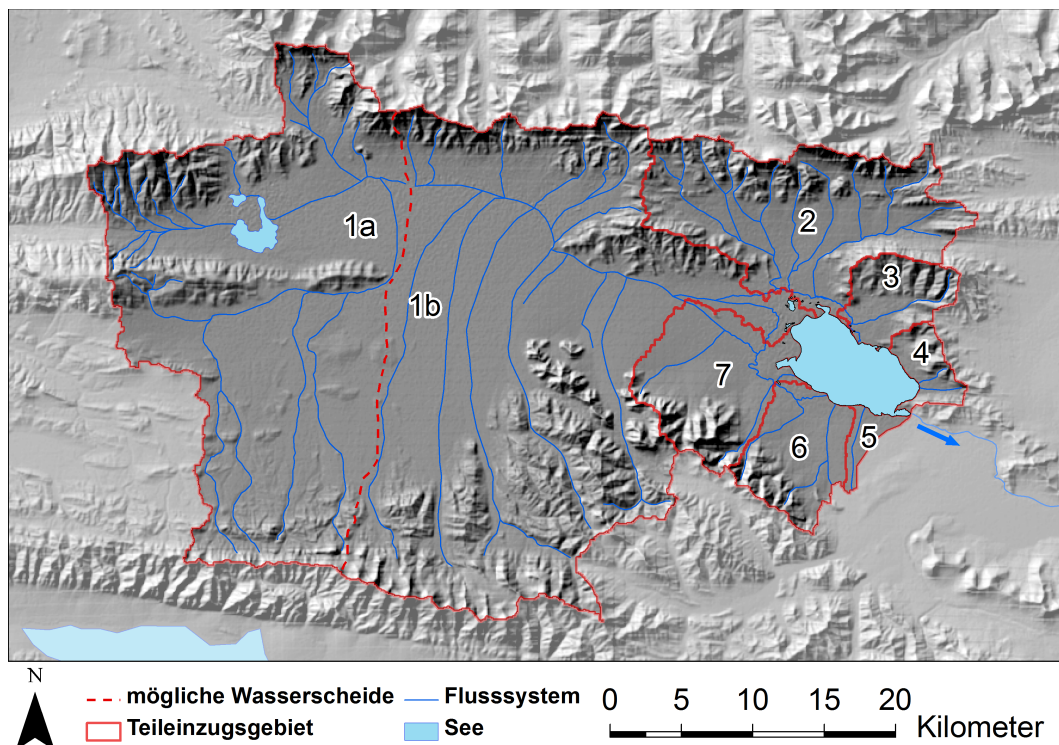 2
1a
3
1b
4
7
5
6
N
mögliche Wasserscheide
Flusssystem
0 5 10 15 20
Teileinzugsgebiet
See
Kilometer